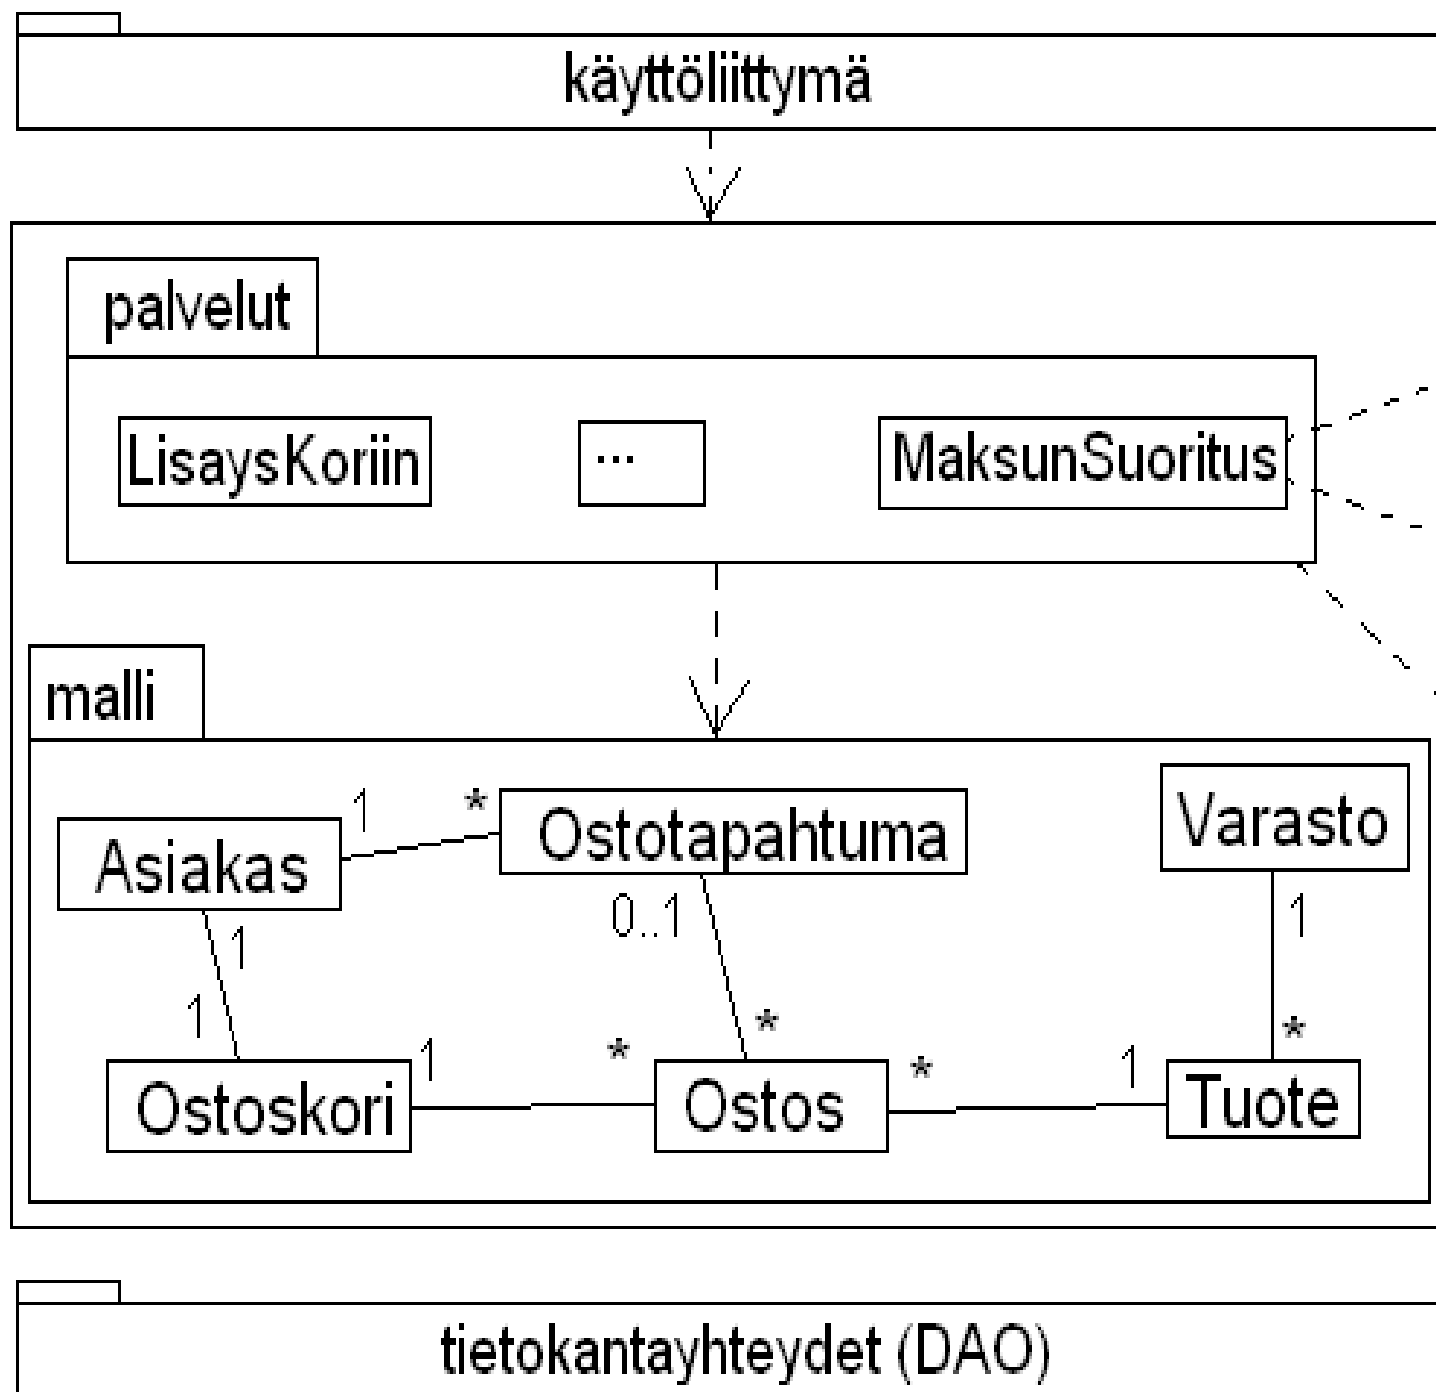 käyttöliittymä
palvelut
LisaysKoriin
...
MaksunSuoritus
malli
Asiakas
1
*
Ostotapahtuma
Varasto
0..1
1
1
1
*
*
Ostoskori
1
*
Ostos
*
1
Tuote
tietokantayhteydet (DAO)